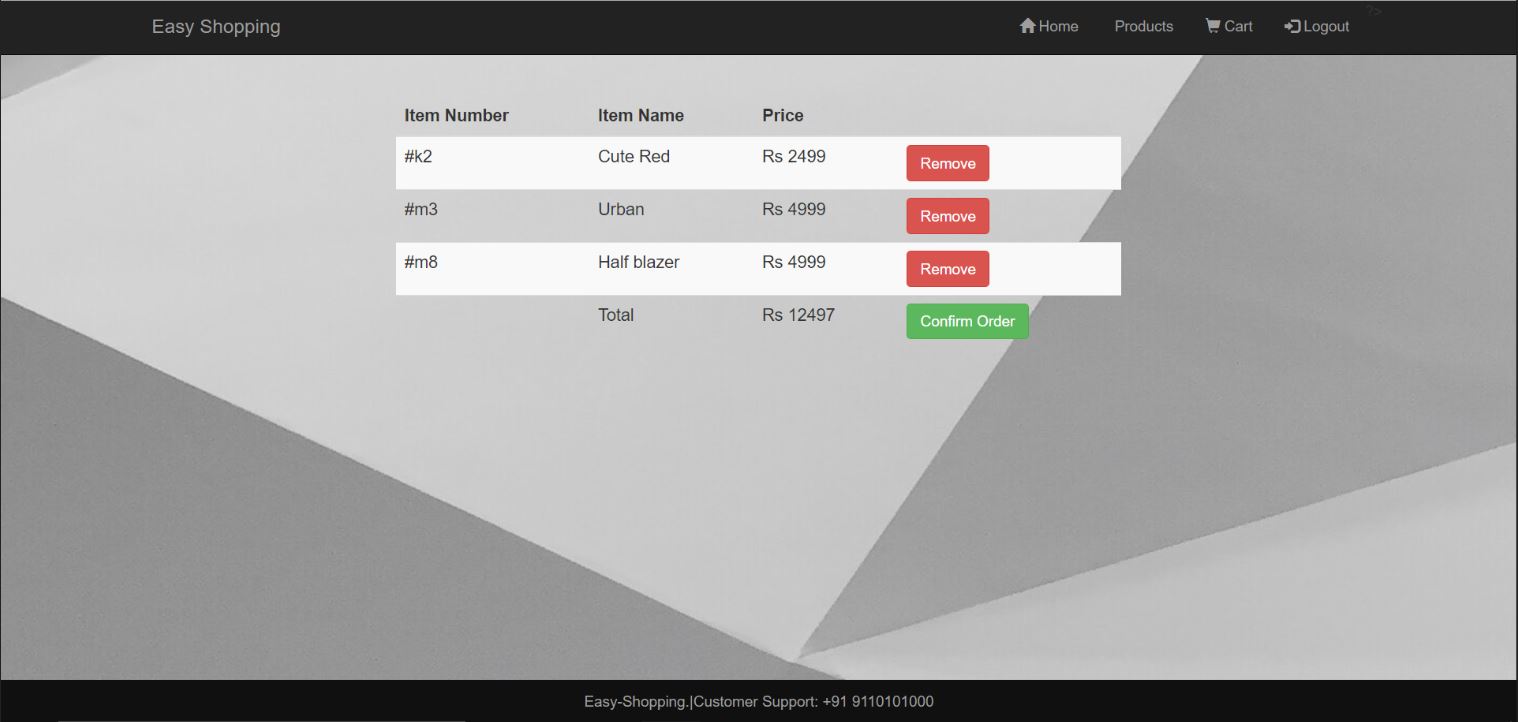 Easy Shopping Home Products Cart Logout ?>
Item Number Item Name Price
#k2 Cute Red Rs 2499 Remove
#m3 Urban Rs 4999 Remove
#m8 Half blazer Rs 4999 Remove
Total Rs 12497 Confirm Order
Easy-Shopping.|Customer Support: +91 9110101000